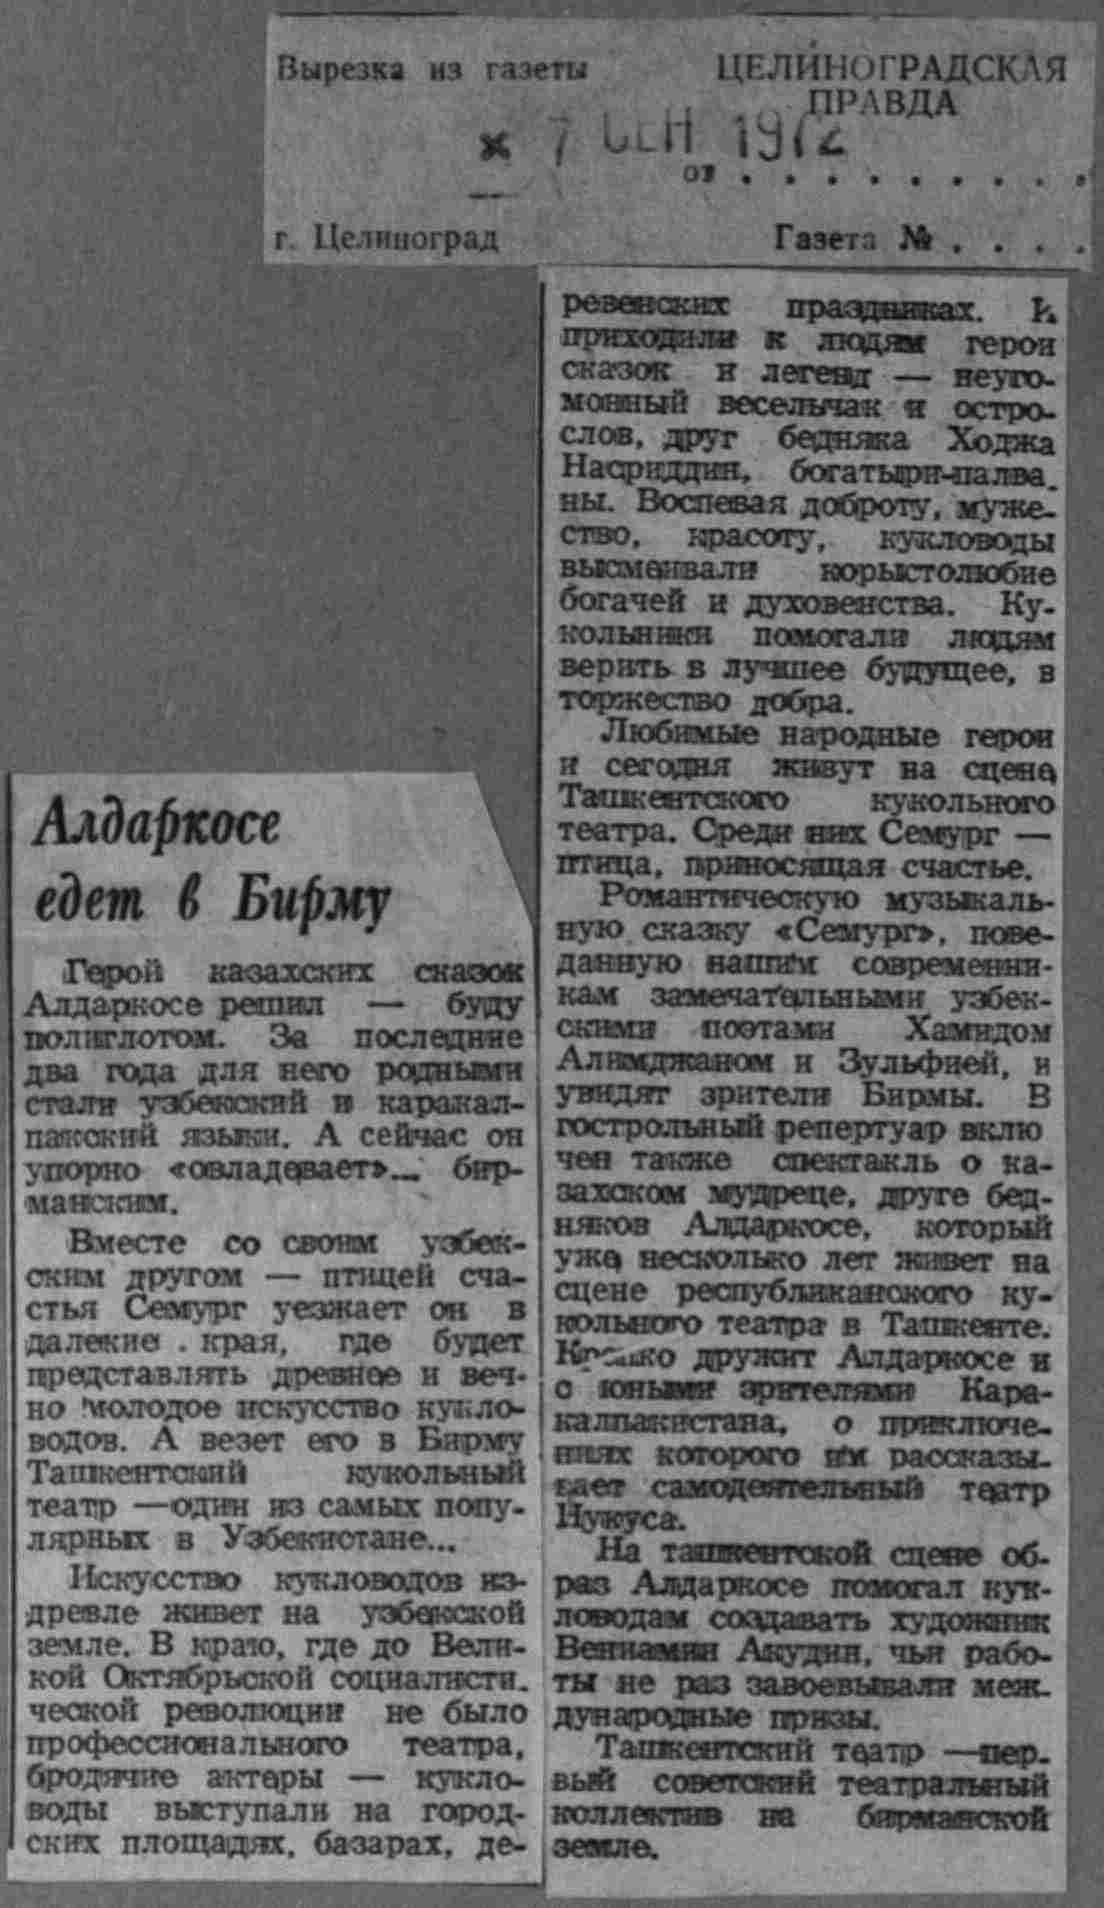 Вырезка из газеты
ЦЕЛИНОГРАДСКАЯ
ПРАВДА
7 СЕН 1972
от . . . . . . . . .
г. Целиноград
Газета № . . . .
Алдаркосе
едет в Бирму
Герой казахских сказок
Алдаркосе решил — буду
полиглотом. За последние
два года для него родными
стали узбекский и каракал-
пакский языки. А сейчас он
упорно «овладевает»... бир-
манским.
Вместе со своим узбек-
ским другом — птицей сча-
стья Семург уезжает он в
далекие края, где будет
представлять древнее и веч-
но молодое искусство кукло-
водов. А везет его в Бирму
Ташкентский кукольный
театр —один из самых попу-
лярных в Узбекистане...
Искусство кукловодов из-
древле живет на узбекской
земле. В краю, где до Вели-
кой Октябрьской социалисти-
ческой революции не было
профессионального театра,
бродячие актеры — кукло-
воды выступали на город-
ских площадях, базарах, де-
ревенских праздниках. И
приходили к людям герои
сказок и легенд — неуго-
монный весельчак и остро-
слов, друг бедняка Ходжа
Насриддин, богатыри-палва-
ны. Воспевая доброту, муже-
ство, красоту, кукловоды
высмеивали корыстолюбие
богачей и духовенства. Ку-
кольники помогали людям
верить в лучшее будущее, в
торжество добра.
Любимые народные герои
и сегодня живут на сцене
Ташкентского кукольного
театра. Среди них Семург —
птица, приносящая счастье.
Романтическую музыкаль-
ную сказку «Семург», пове-
данную нашим современни-
кам замечательными узбек-
скими поэтами Хамидом
Алимджаном и Зульфией, и
увидят зрители Бирмы. В
гострольный репертуар вклю
чен также спектакль о ка-
захском мудреце, друге бед-
няков Алдаркосе, который
уже несколько лет живет на
сцене республиканского ку-
кольного театра в Ташкенте.
Крепко дружит Алдаркосе и
с юными зрителями Кара-
калпакистана, о приключе-
ниях которого им рассказы-
вает самодеятельный театр
Нукуса.
На ташкентской сцене об-
раз Алдаркосе помогал кук-
ловодам создавать художник
Вениамин Акудин, чьи рабо-
ты не раз завоевывали меж-
дународные призы.
Ташкентский театр —пер-
вый советский театральный
коллектив на бирманской
земле.